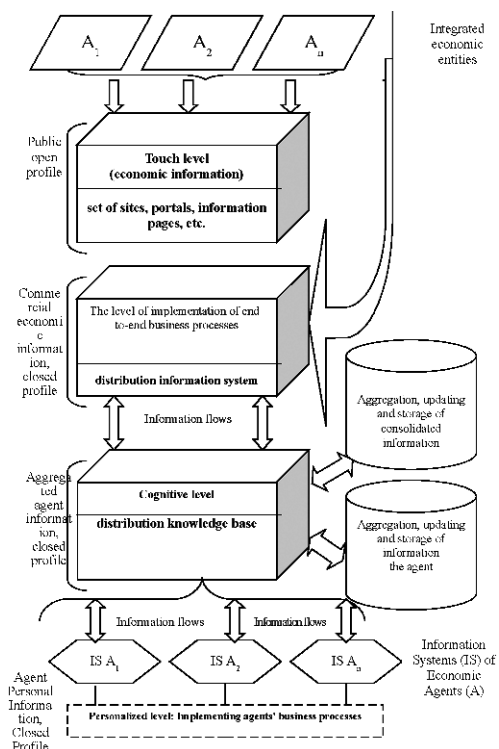 A1
A2
An
Integrated
economic
entities
Public
open
profile
Touch level
(economic information)
set of sites, portals, information
pages, etc.
Comme
rcial
economi
c
informat
ion,
closed
profile
The level of implementation of end
to-end business processes
distribution information system
Information flows
Aggregation, updating
and storage of
consolidated
information
Aggrega
ted
agent
informat
ion,
closed
profile
Cognitive level
distribution knowledge base
Aggregation, updating
and storage of
information
the agent
Information flows
Information flows
IS A1
IS A2
IS An
Information
Systems (IS) of
Economic
Agents (A)
Agent
Personal
Informa
tion,
Closed
Profile
Personalized level: Implementing agents' business processes